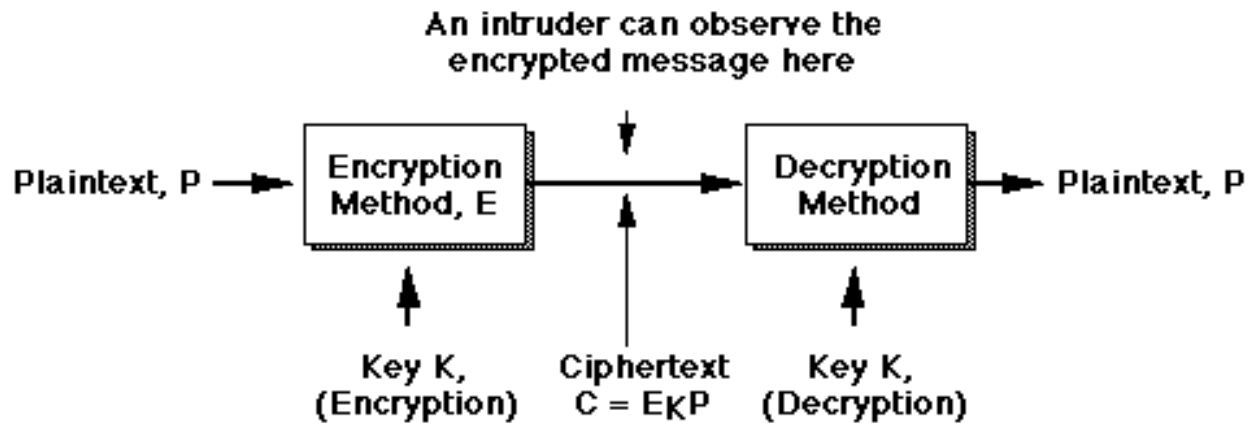 An intruder can observe the
encrypted message here
Plaintext, P
Encryption
Method, E
Decryption
Method
Plaintext, P
Key K,
(Encryption)
Ciphertext
C = EKP
Key K,
(Decryption)